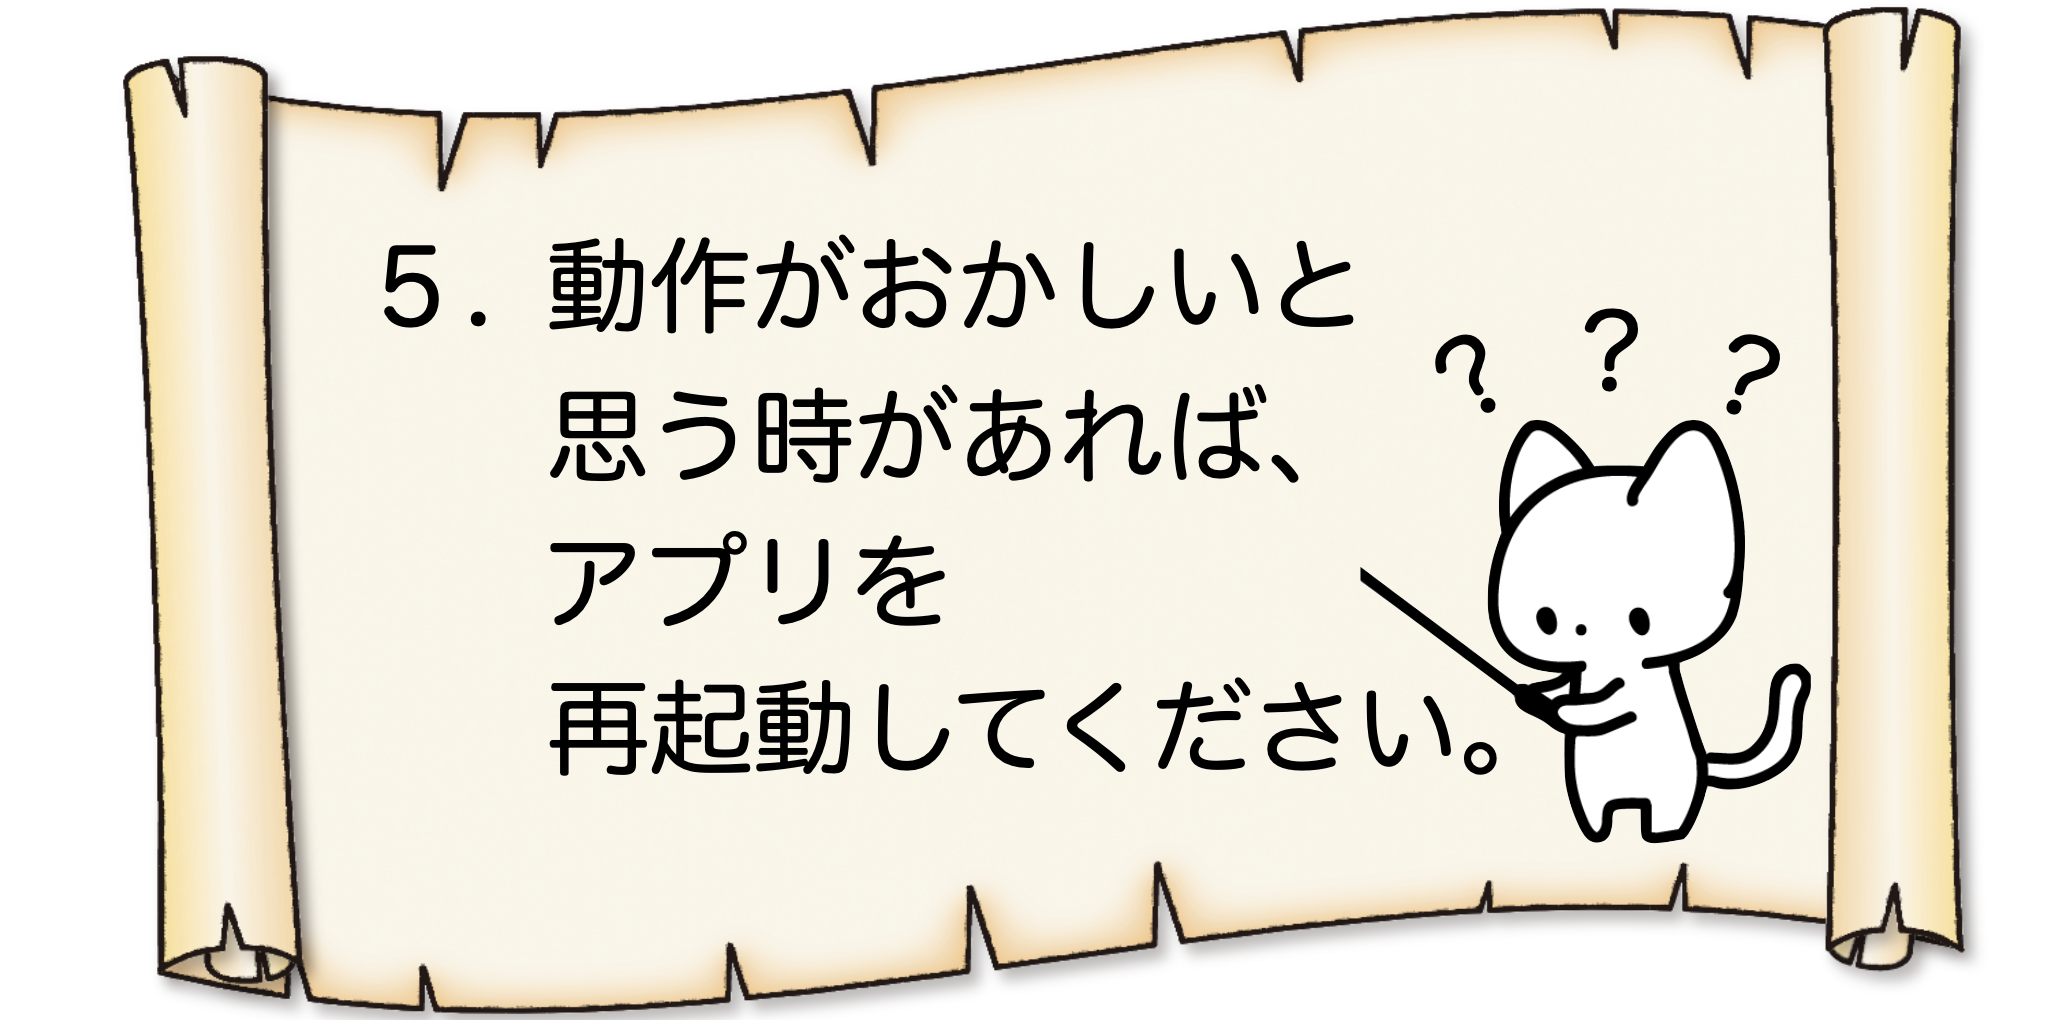 5. 動作がおかしいと
思う時があれば、
アプリを
再起動してください。
? ? ?